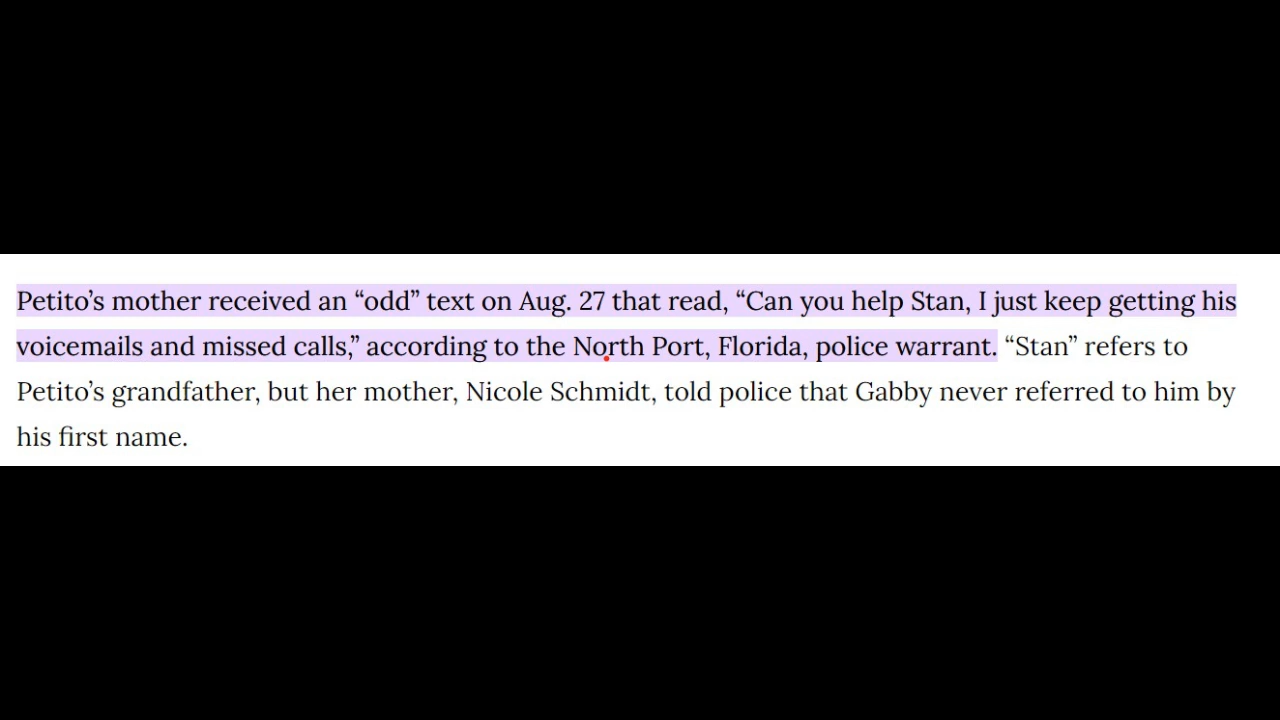 Petito’s mother received an “odd” text on Aug. 27 that read, “Can you help Stan, I just keep getting his
voicemails and missed calls,” according to the North Port, Florida, police warrant. “Stan” refers to
Petito’s grandfather, but her mother, Nicole Schmidt, told police that Gabby never referred to him by
his first name.